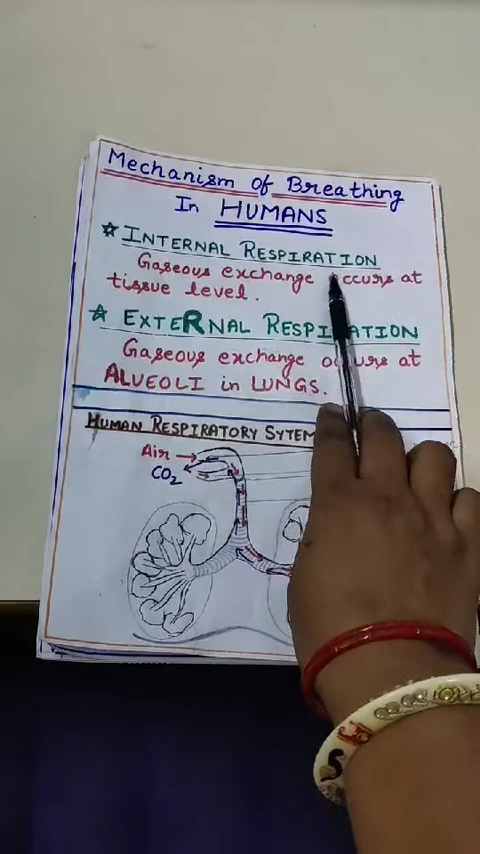 Mechanism of Breathing
In HUMANS
☆ INTERNAL RESPIRATION
Gaseous exchange occurs at
tissue level.
☆ EXTERNAL RESPIRATION
Gaseous exchange occurs at
ALVEOLI in LUNGS.
HUMAN RESPIRATORY SYTEM
Air →
CO2